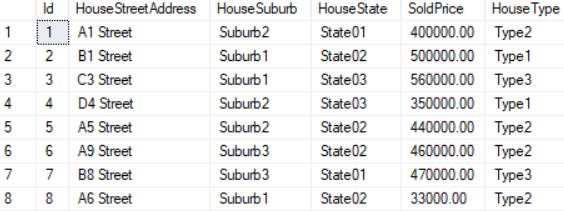 Id HouseStreetAddress HouseSuburb HouseState SoldPrice HouseType
1 1 A1 Street Suburb2 State01 400000.00 Type2
2 2 B1 Street Suburb1 State02 500000.00 Type1
3 3 C3 Street Suburb1 State03 560000.00 Type3
4 4 D4 Street Suburb2 State03 350000.00 Type1
5 5 A5 Street Suburb2 State02 440000.00 Type2
6 6 A9 Street Suburb3 State02 460000.00 Type2
7 7 B8 Street Suburb3 State01 470000.00 Type3
8 8 A6 Street Suburb1 State02 33000.00 Type2